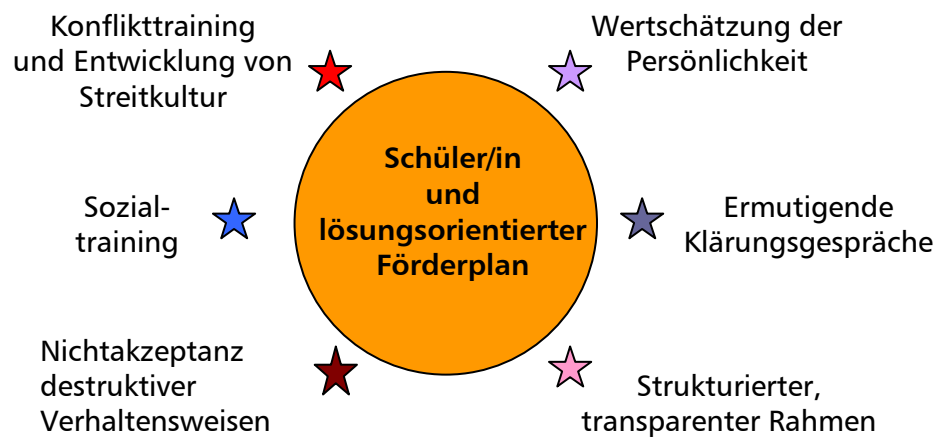 Konflikttraining
und Entwicklung von
Streitkultur
Wertschätzung der
Persönlichkeit
Schüler/in
und
lösungsorientierter
Förderplan
Sozial-
training
Ermutigende
Klärungsgespräche
Nichtakzeptanz
destruktiver
Verhaltensweisen
Strukturierter,
transparenter Rahmen